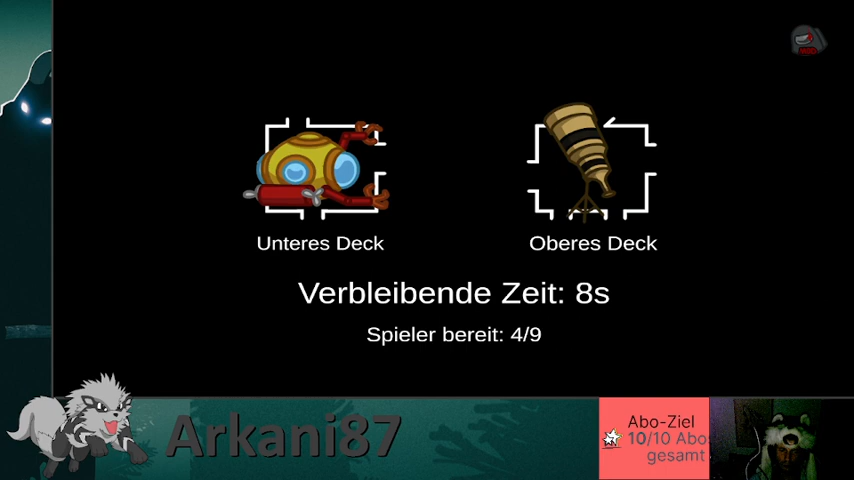 Unteres Deck
Oberes Deck
Verbleibende Zeit: 8s
Spieler bereit: 4/9
Arkani87
Abo-Ziel
10/10 Abos
gesamt